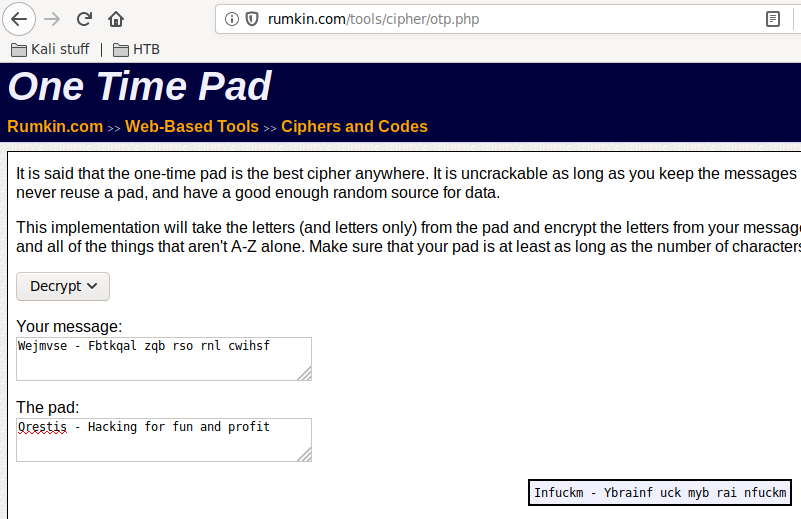 rumkin.com/tools/cipher/otp.php
Kali stuff | HTB
One Time Pad
Rumkin.com >> Web-Based Tools >> Ciphers and Codes
It is said that the one-time pad is the best cipher anywhere. It is uncrackable as long as you keep the messages
never reuse a pad, and have a good enough random source for data.
This implementation will take the letters (and letters only) from the pad and encrypt the letters from your message
and all of the things that aren't A-Z alone. Make sure that your pad is at least as long as the number of characters
Decrypt
Your message:
Wejmvse - Fbtkqal zqb rso rnl cwihsf
The pad:
Orestis - Hacking for fun and profit
Infuckm - Ybrainf uck myb rai nfuckm